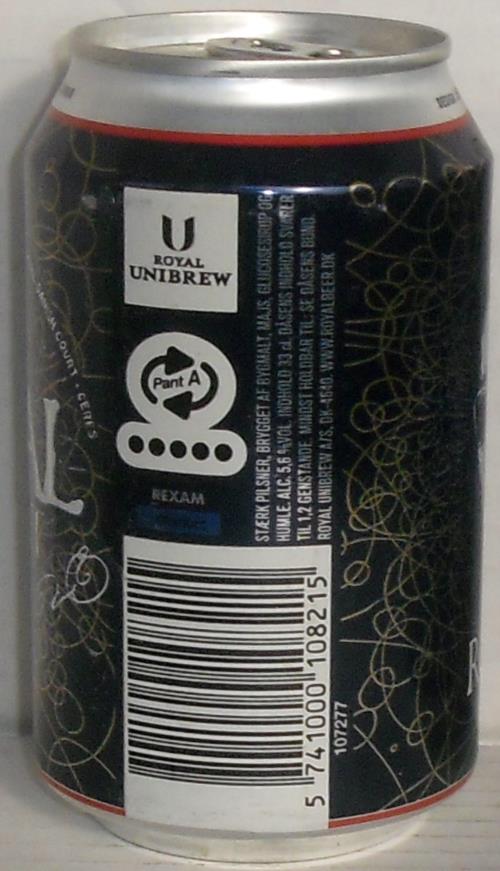 U
ROYAL
UNIBREW
Pant A
REXAM
STÆRK PILSNER, BRYGGET AF BYGMALT, MAJS, GLUCOSESIRUP OG
HUMLE. ALC. 5,6 %VOL. INDHOLD 33 cl. DÅSENS INDHOLD SVARER
TIL 1,2 GENSTANDE. MINDST HOLDBAR TIL: SE DÅSENS BUND.
ROYAL UNIBREW A/S, DK-4640. WWW.ROYALBEER.DK
5 741000 108215
107277
COURT · GERTS
R